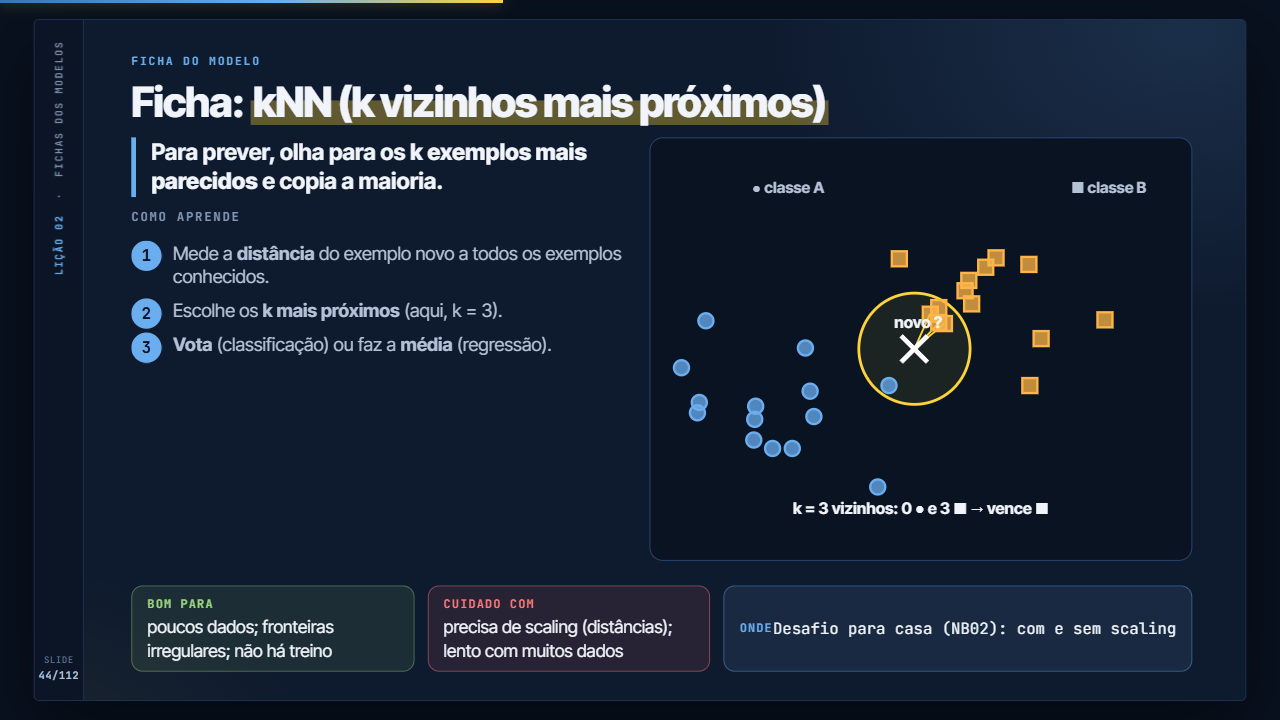 LIÇÃO 02 · FICHAS DOS MODELOS
FICHA DO MODELO
Ficha: kNN (k vizinhos mais próximos)
Para prever, olha para os k exemplos mais
parecidos e copia a maioria.
COMO APRENDE
1 Mede a distância do exemplo novo a todos os exemplos
conhecidos.
2 Escolhe os k mais próximos (aqui, k = 3).
3 Vota (classificação) ou faz a média (regressão).
● classe A
■ classe B
novo ?
k = 3 vizinhos: 0 ● e 3 ■ → vence ■
BOM PARA
poucos dados; fronteiras
irregulares; não há treino
CUIDADO COM
precisa de scaling (distâncias);
lento com muitos dados
ONDE Desafio para casa (NB02): com e sem scaling
SLIDE
44/112